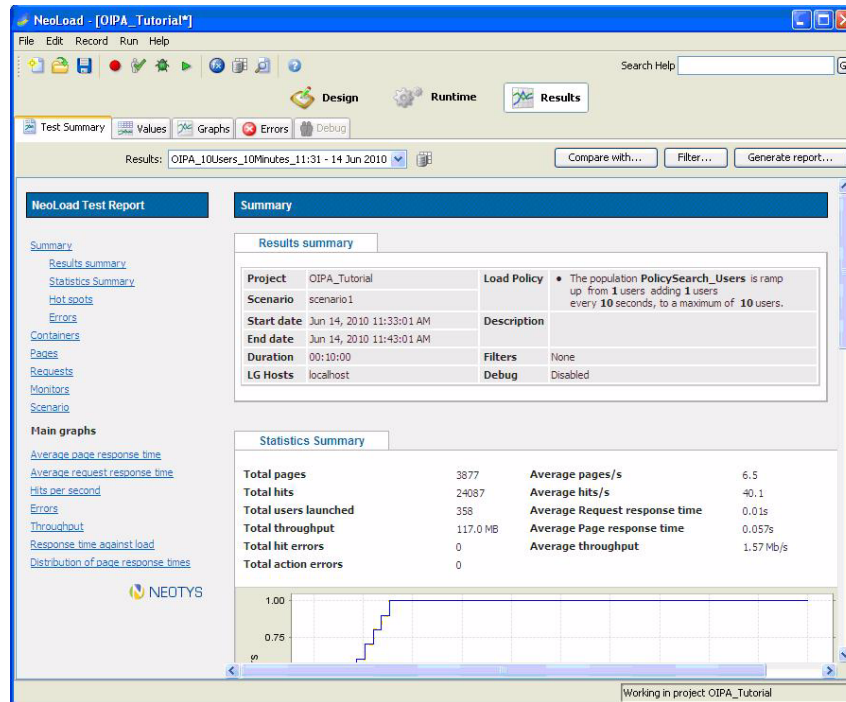 NeoLoad - [OIPA_Tutorial*]
File Edit Record Run Help
Search Help
Design Runtime Results
Test Summary Values Graphs Errors Debug
Results: OIPA_10Users_10Minutes_11:31 - 14 Jun 2010 Compare with... Filter... Generate report...
NeoLoad Test Report
Summary
Results summary
Statistics Summary
Hot spots
Errors
Containers
Pages
Requests
Monitors
Scenario
Main graphs
Average page response time
Average request response time
Hits per second
Errors
Throughput
Response time against load
Distribution of page response times
NEOTYS
Summary
Results summary
Project OIPA_Tutorial Load Policy • The population PolicySearch_Users is ramp
up from 1 users adding 1 users
every 10 seconds, to a maximum of 10 users.
Scenario scenario1
Start date Jun 14, 2010 11:33:01 AM Description
End date Jun 14, 2010 11:43:01 AM
Duration 00:10:00 Filters None
LG Hosts localhost Debug Disabled
Statistics Summary
Total pages 3877 Average pages/s 6.5
Total hits 24087 Average hits/s 40.1
Total users launched 358 Average Request response time 0.01s
Total throughput 117.0 MB Average Page response time 0.057s
Total hit errors 0 Average throughput 1.57 Mb/s
Total action errors 0
1.00
0.75
Working in project OIPA_Tutorial